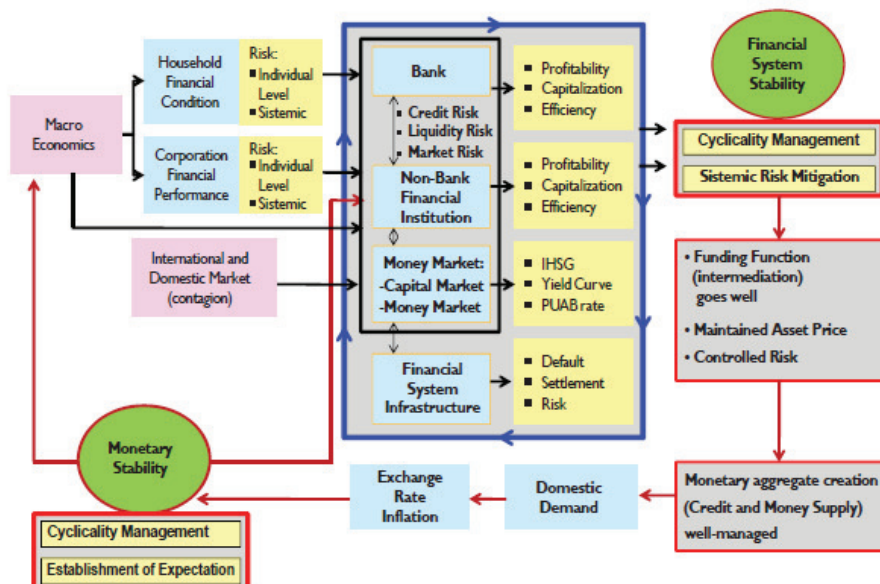 Macro
Economics
Household
Financial
Condition
Risk:
▪ Individual
Level
▪ Sistemic
Corporation
Financial
Performance
Risk:
▪ Individual
Level
▪ Sistemic
International and
Domestic Market
(contagion)
Bank
▪ Credit Risk
▪ Liquidity Risk
▪ Market Risk
Non-Bank
Financial
Institution
Money Market:
-Capital Market
-Money Market
Financial
System
Infrastructure
▪ Profitability
▪ Capitalization
▪ Efficiency
▪ Profitability
▪ Capitalization
▪ Efficiency
▪ IHSG
▪ Yield Curve
▪ PUAB rate
▪ Default
▪ Settlement
▪ Risk
Financial
System
Stability
Cyclicality Management
Sistemic Risk Mitigation
• Funding Function
(intermediation)
goes well
• Maintained Asset Price
• Controlled Risk
Monetary aggregate creation
(Credit and Money Supply)
well-managed
Domestic
Demand
Exchange
Rate
Inflation
Monetary
Stability
Cyclicality Management
Establishment of Expectation